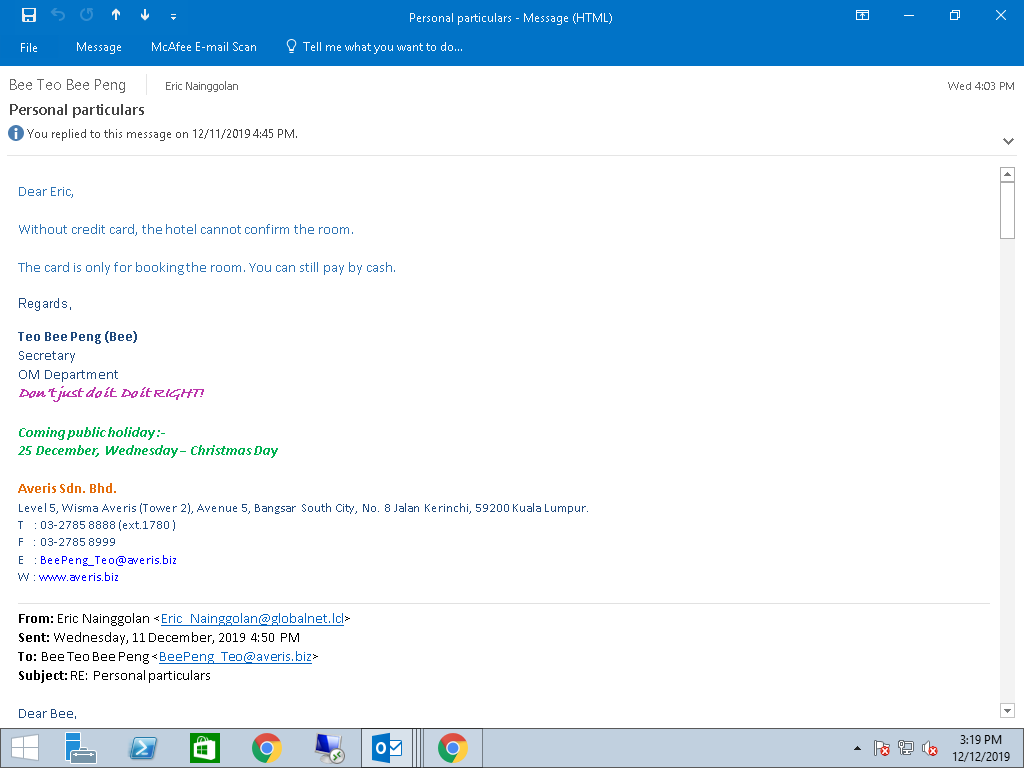 Personal particulars - Message (HTML)
File Message McAfee E-mail Scan Tell me what you want to do...
Bee Teo Bee Peng Eric Nainggolan Wed 4:03 PM
Personal particulars
You replied to this message on 12/11/2019 4:45 PM.
Dear Eric,
Without credit card, the hotel cannot confirm the room.
The card is only for booking the room. You can still pay by cash.
Regards,
Teo Bee Peng (Bee)
Secretary
OM Department
Don't just do it. Do it RIGHT!
Coming public holiday :-
25 December, Wednesday – Christmas Day
Averis Sdn. Bhd.
Level 5, Wisma Averis (Tower 2), Avenue 5, Bangsar South City, No. 8 Jalan Kerinchi, 59200 Kuala Lumpur.
T : 03-2785 8888 (ext.1780 )
F : 03-2785 8999
E : BeePeng_Teo@averis.biz
W : www.averis.biz
From: Eric Nainggolan <Eric_Nainggolan@globalnet.lcl>
Sent: Wednesday, 11 December, 2019 4:50 PM
To: Bee Teo Bee Peng <BeePeng_Teo@averis.biz>
Subject: RE: Personal particulars
Dear Bee,
3:19 PM
12/12/2019